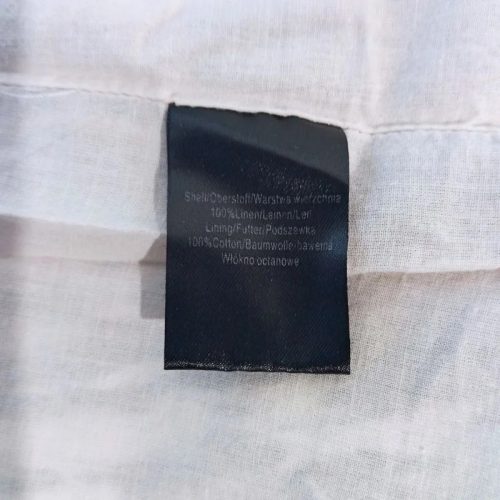 Shell/Oberstoff/Warstwa wierzchnia
100%Linen/Leinen/Len
Lining/Futter/Podszewka
100%Cotton/Baumwolle/bawełna
Włókno octanowe